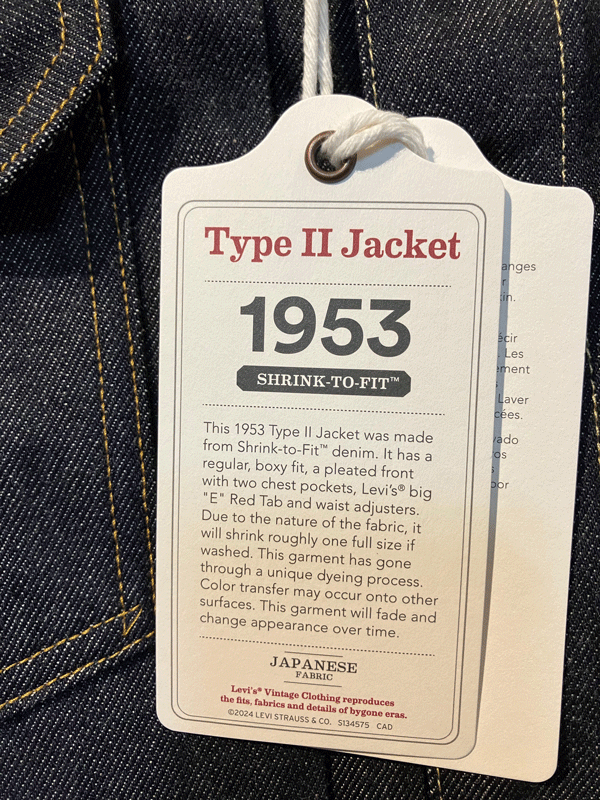 Type II Jacket
1953
SHRINK-TO-FIT™
This 1953 Type II Jacket was made
from Shrink-to-Fit™ denim. It has a
regular, boxy fit, a pleated front
with two chest pockets, Levi's® big
"E" Red Tab and waist adjusters.
Due to the nature of the fabric, it
will shrink roughly one full size if
washed. This garment has gone
through a unique dyeing process.
Color transfer may occur onto other
surfaces. This garment will fade and
change appearance over time.
JAPANESE
FABRIC
Levi's® Vintage Clothing reproduces
the fits, fabrics and details of bygone eras.
©2024 LEVI STRAUSS & CO. S134575 CAD
Les
Laver